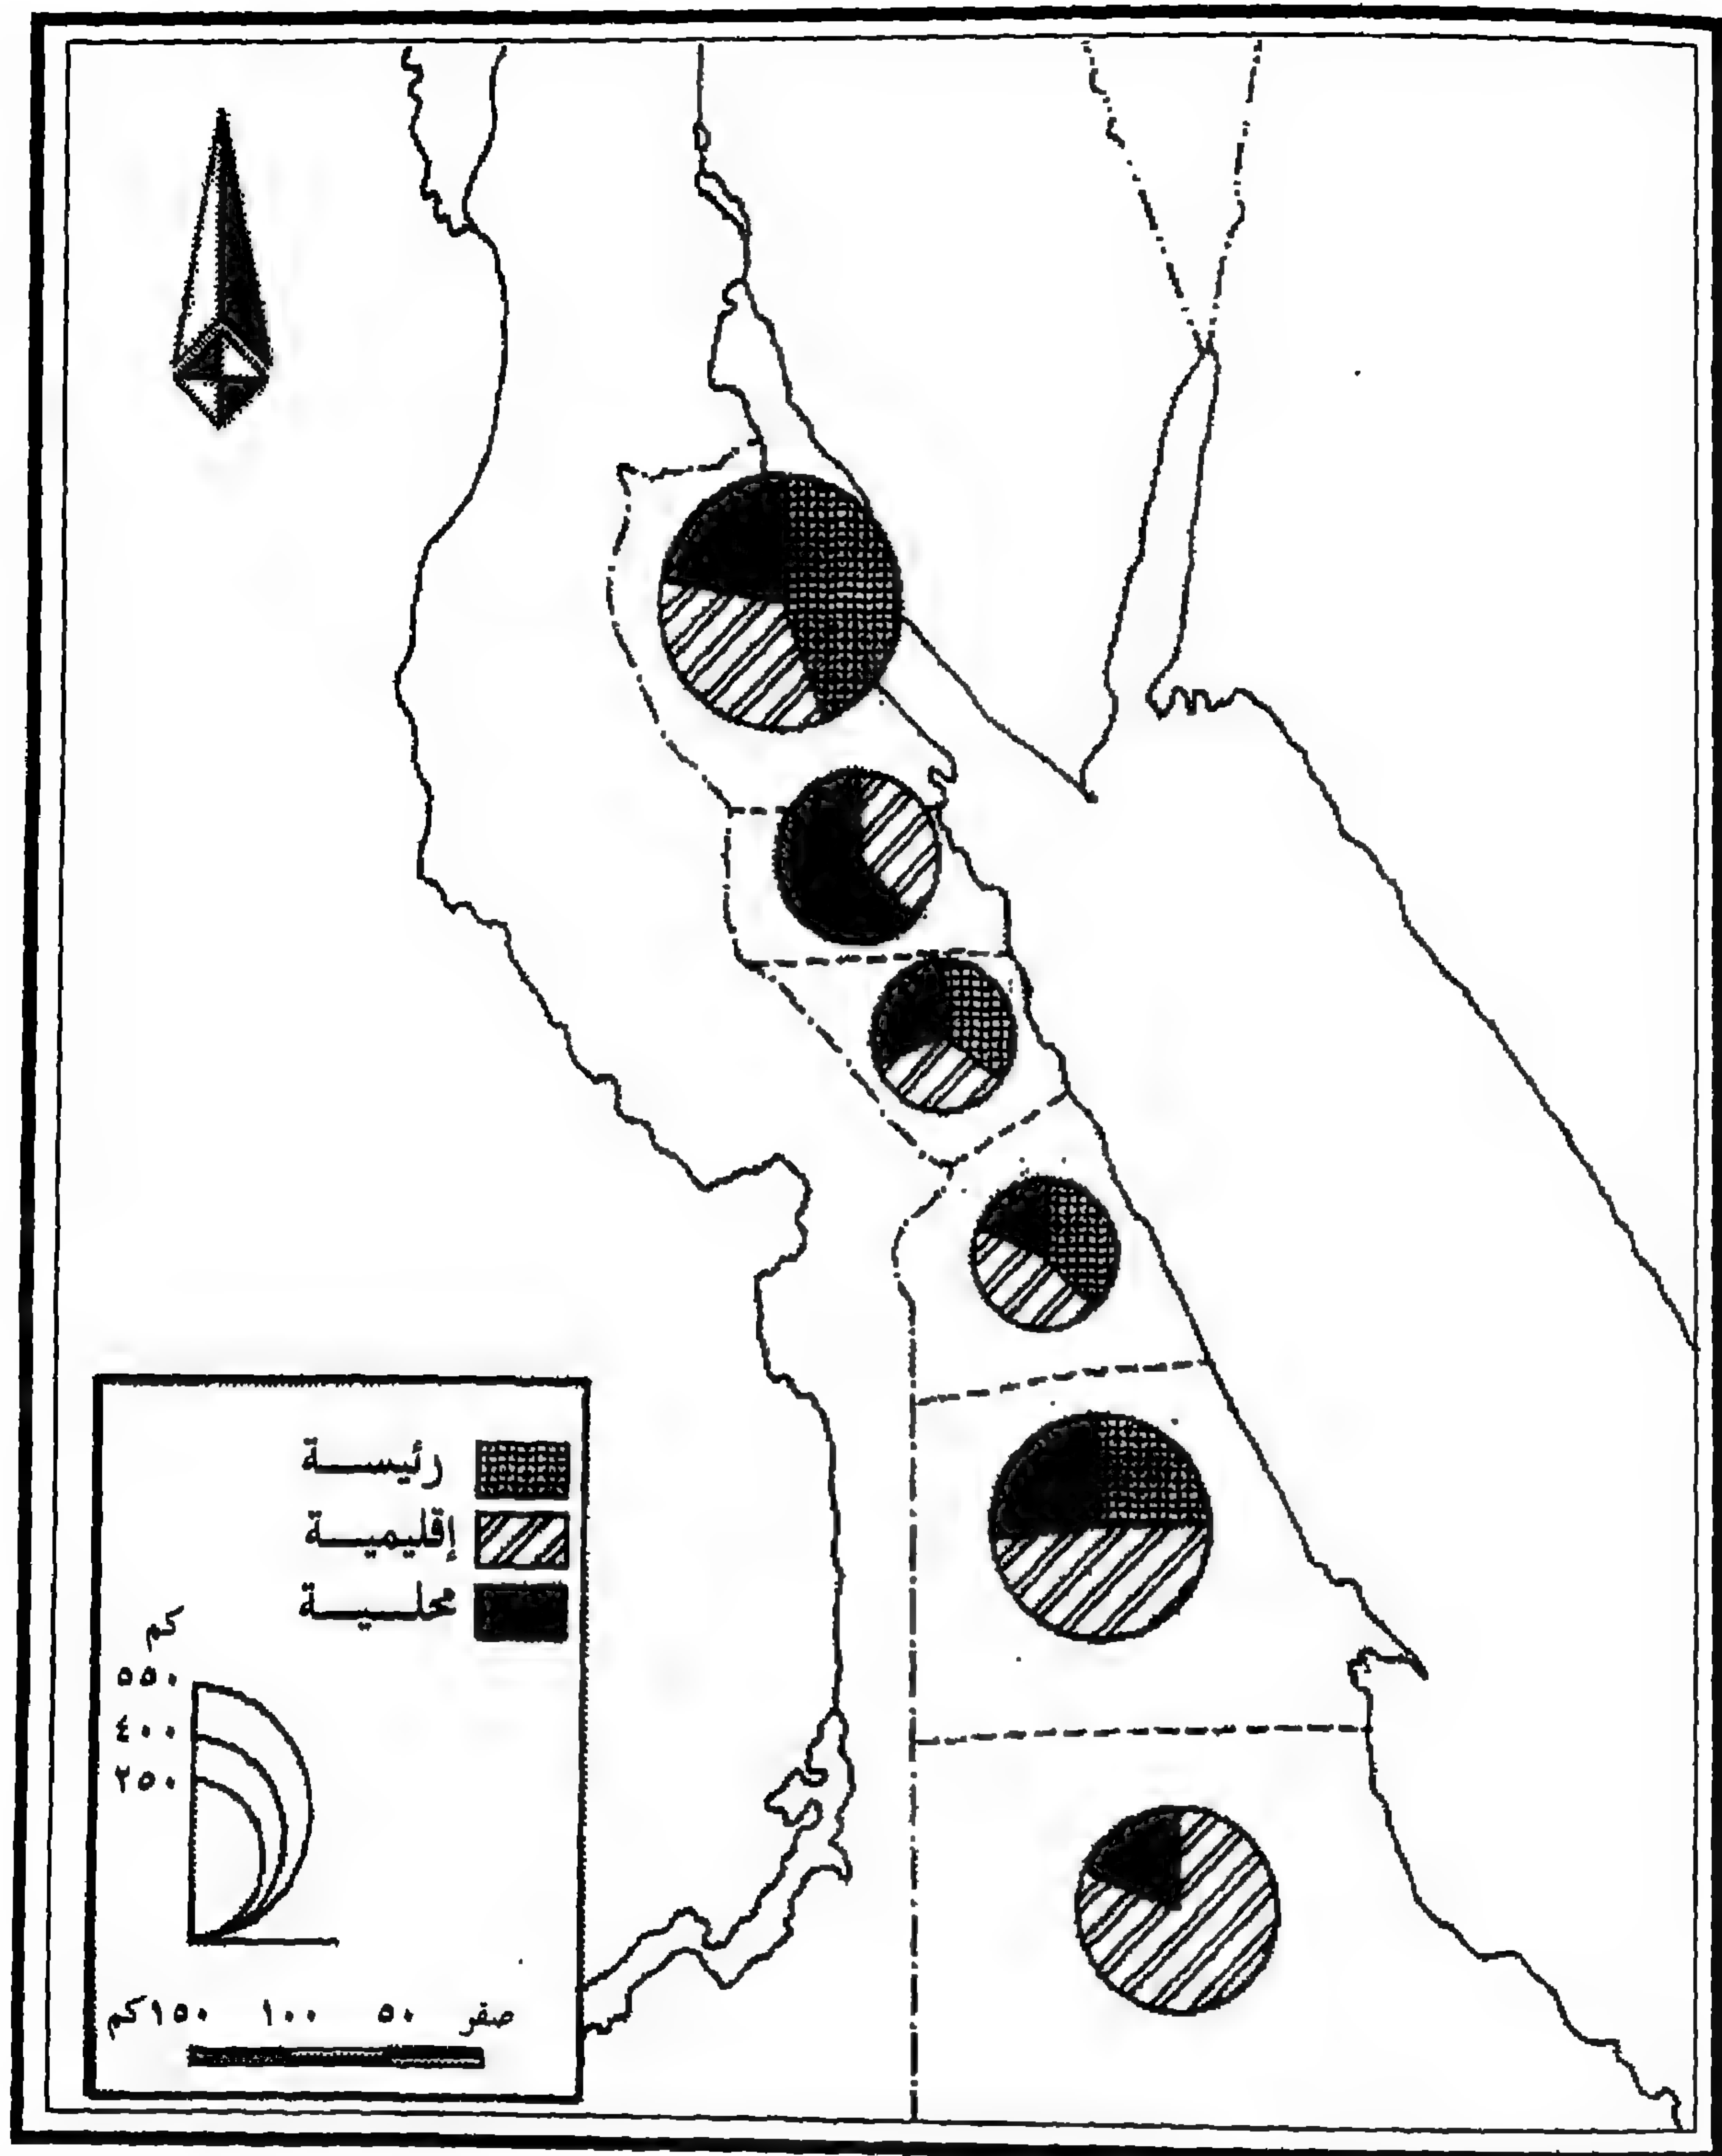 رئيسة
إقليمية
محلية
كم
٥٥٠
٤٠٠
٢٥٠
صفر ٥٠ ١٠٠ ١٥٠كم